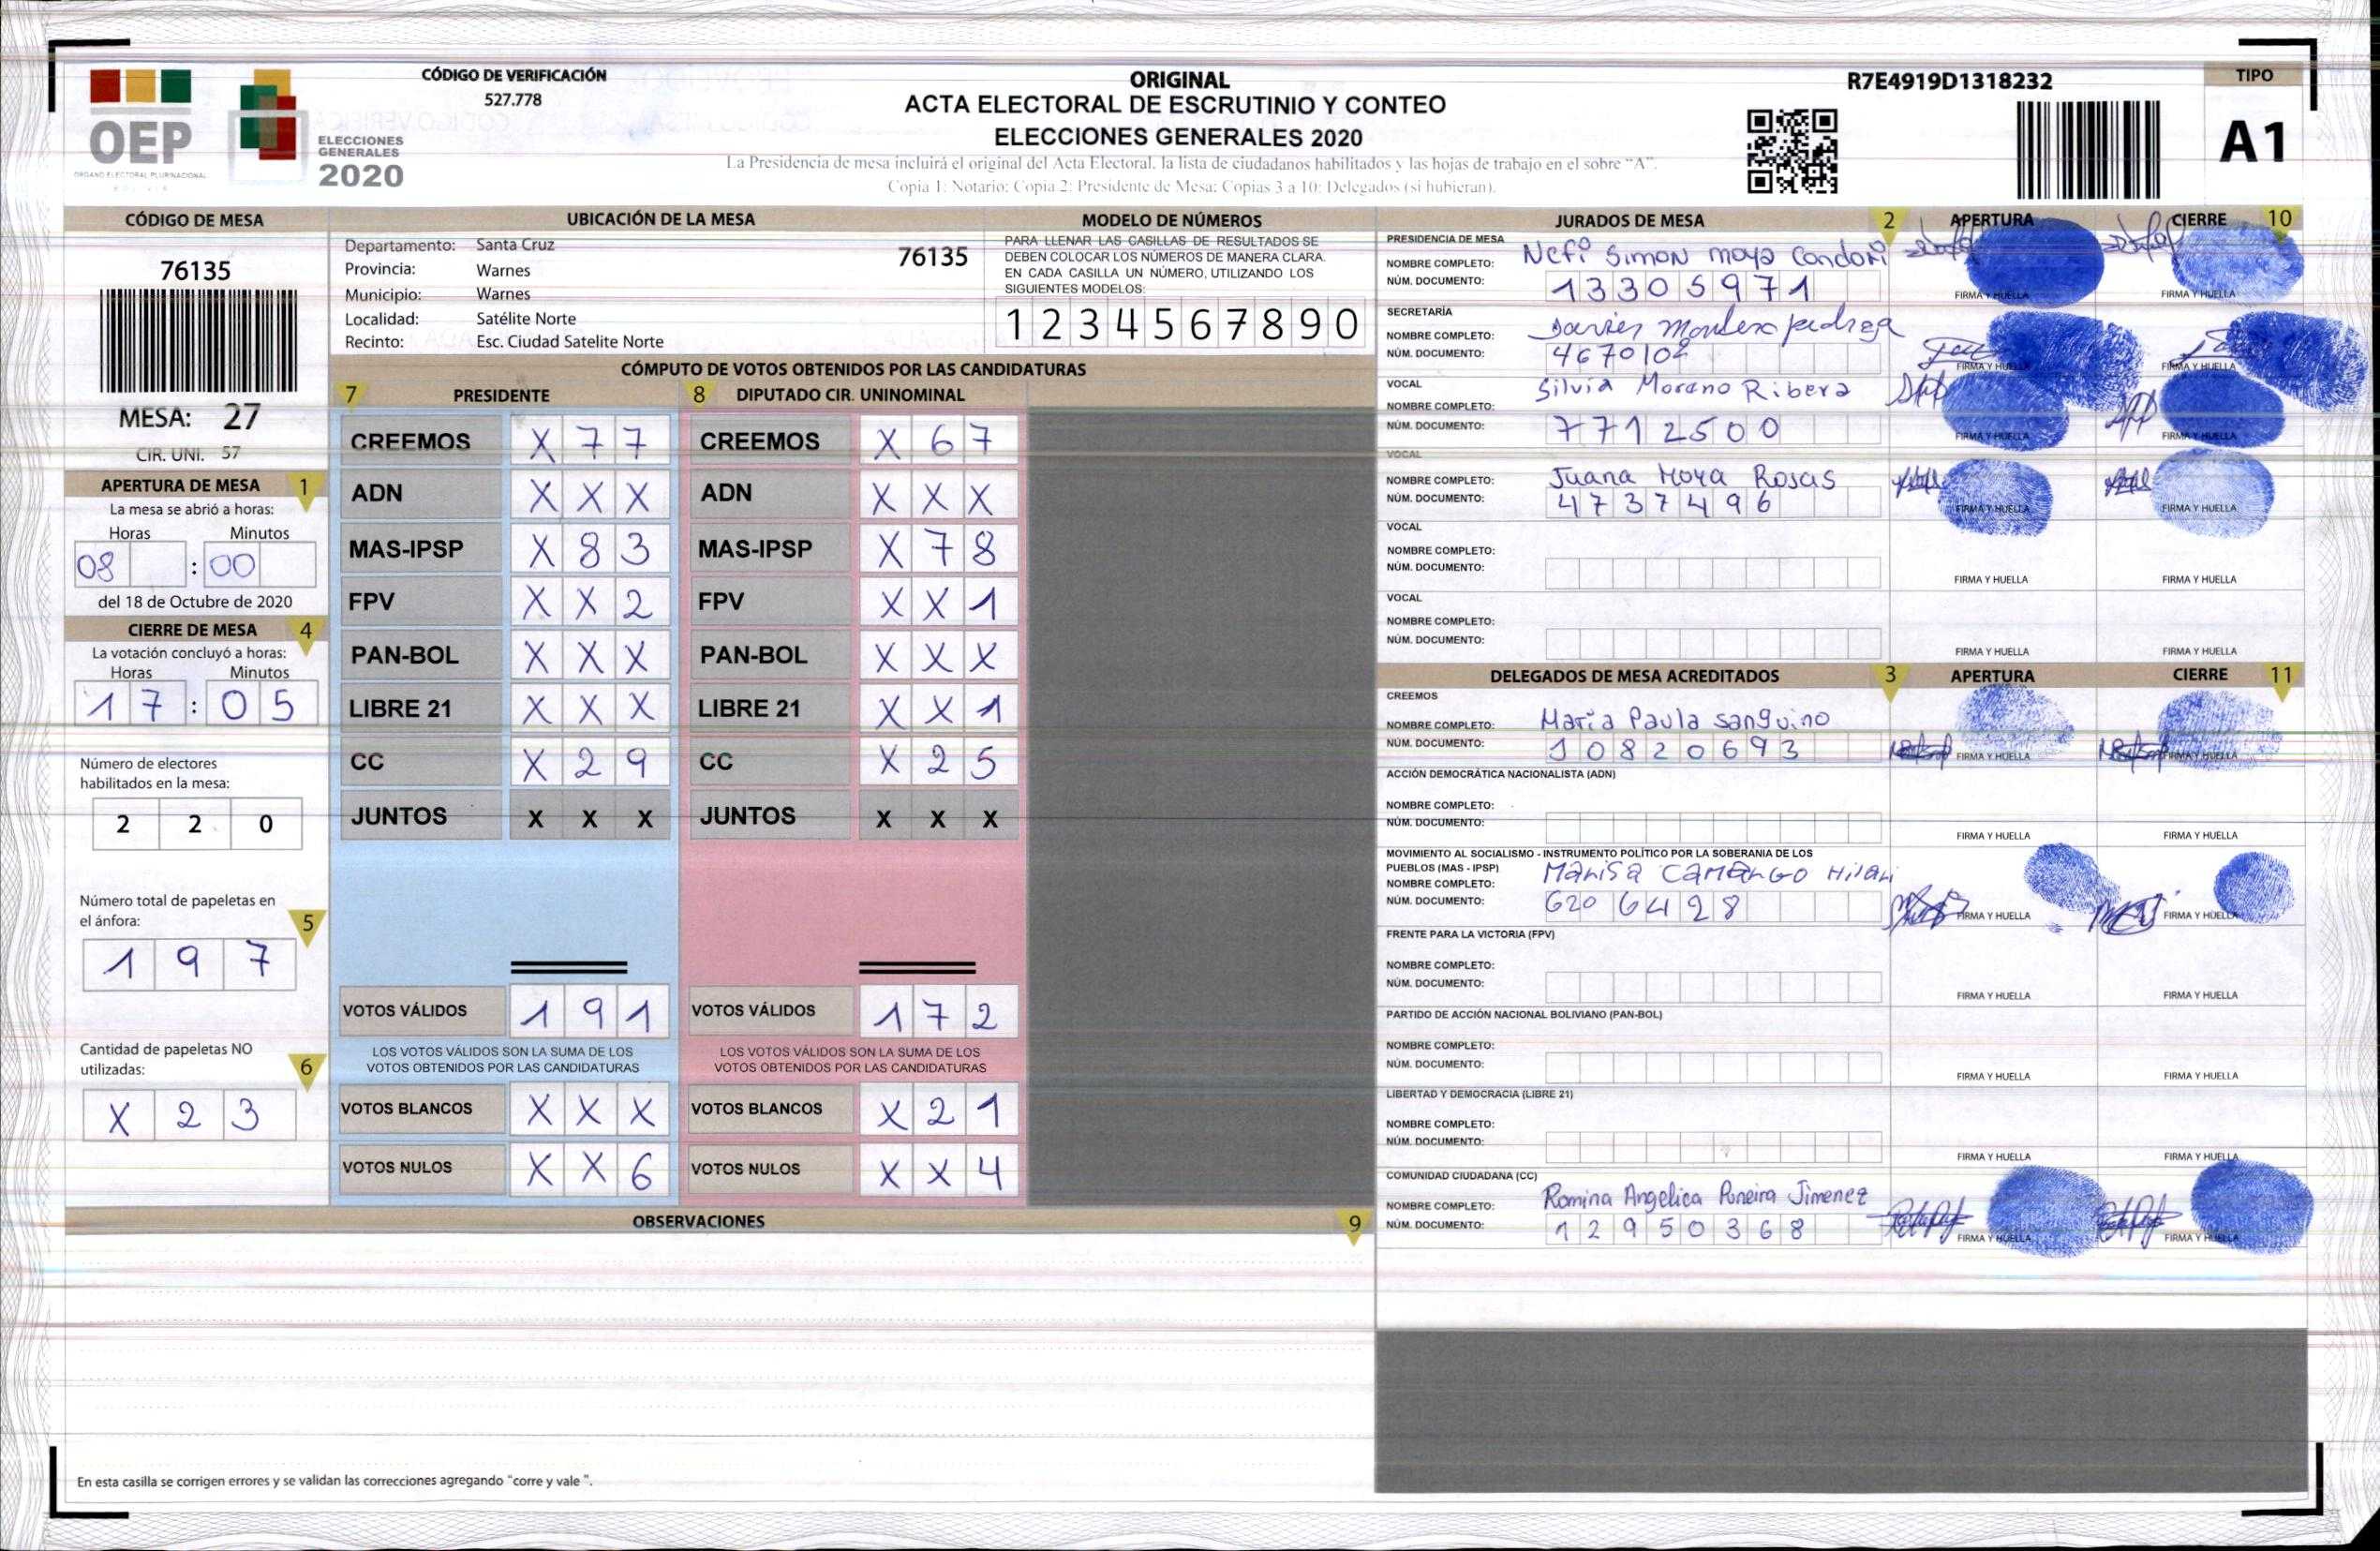 OEP
ÓRGANO ELECTORAL PLURINACIONAL
ELECCIONES
GENERALES
2020
CÓDIGO DE VERIFICACIÓN
527.778
ORIGINAL
ACTA ELECTORAL DE ESCRUTINIO Y CONTEO
ELECCIONES GENERALES 2020
La Presidencia de mesa incluirá el original del Acta Electoral, la lista de ciudadanos habilitados y las hojas de trabajo en el sobre "A".
Copia 1: Notario; Copia 2: Presidente de Mesa; Copias 3 a 10: Delegados (si hubieran).
R7E4919D1318232
TIPO
A1
CÓDIGO DE MESA
76135
MESA: 27
CIR. UNI. 57
APERTURA DE MESA 1
La mesa se abrió a horas:
Horas Minutos
08 : 00
del 18 de Octubre de 2020
CIERRE DE MESA 4
La votación concluyó a horas:
Horas Minutos
1 7 : 0 5
Número de electores
habilitados en la mesa:
2 2 0
Número total de papeletas en
el ánfora: 5
1 9 7
Cantidad de papeletas NO
utilizadas: 6
X 2 3
UBICACIÓN DE LA MESA
Departamento: Santa Cruz 76135
Provincia: Warnes
Municipio: Warnes
Localidad: Satélite Norte
Recinto: Esc. Ciudad Satelite Norte
MODELO DE NÚMEROS
PARA LLENAR LAS CASILLAS DE RESULTADOS SE
DEBEN COLOCAR LOS NÚMEROS DE MANERA CLARA.
EN CADA CASILLA UN NÚMERO, UTILIZANDO LOS
SIGUIENTES MODELOS:
1 2 3 4 5 6 7 8 9 0
CÓMPUTO DE VOTOS OBTENIDOS POR LAS CANDIDATURAS
7 PRESIDENTE 8 DIPUTADO CIR. UNINOMINAL
CREEMOS X 7 7 CREEMOS X 6 7
ADN X X X ADN X X X
MAS-IPSP X 8 3 MAS-IPSP X 7 8
FPV X X 2 FPV X X 1
PAN-BOL X X X PAN-BOL X X X
LIBRE 21 X X X LIBRE 21 X X 1
CC X 2 9 CC X 2 5
JUNTOS X X X JUNTOS X X X
VOTOS VÁLIDOS 1 9 1 VOTOS VÁLIDOS 1 7 2
LOS VOTOS VÁLIDOS SON LA SUMA DE LOS LOS VOTOS VÁLIDOS SON LA SUMA DE LOS
VOTOS OBTENIDOS POR LAS CANDIDATURAS VOTOS OBTENIDOS POR LAS CANDIDATURAS
VOTOS BLANCOS X X X VOTOS BLANCOS X 2 1
VOTOS NULOS X X 6 VOTOS NULOS X X 4
OBSERVACIONES 9
En esta casilla se corrigen errores y se validan las correcciones agregando "corre y vale ".
JURADOS DE MESA 2 APERTURA CIERRE 10
PRESIDENCIA DE MESA
NOMBRE COMPLETO: Nefi Simon moya Condori
NÚM. DOCUMENTO: 13305971
FIRMA Y HUELLA FIRMA Y HUELLA
SECRETARÍA
NOMBRE COMPLETO: Javier
NÚM. DOCUMENTO: 4670102
FIRMA Y HUELLA FIRMA Y HUELLA
VOCAL
NOMBRE COMPLETO: Silvia Moreno Ribera
NÚM. DOCUMENTO: 7712500
FIRMA Y HUELLA FIRMA Y HUELLA
VOCAL
NOMBRE COMPLETO: Juana Moya Rosas
NÚM. DOCUMENTO: 4737496
FIRMA Y HUELLA FIRMA Y HUELLA
VOCAL
NOMBRE COMPLETO:
NÚM. DOCUMENTO:
FIRMA Y HUELLA FIRMA Y HUELLA
VOCAL
NOMBRE COMPLETO:
NÚM. DOCUMENTO:
FIRMA Y HUELLA FIRMA Y HUELLA
DELEGADOS DE MESA ACREDITADOS 3 APERTURA CIERRE 11
CREEMOS
NOMBRE COMPLETO: Maria Paula sanguino
NÚM. DOCUMENTO: 10820693
FIRMA Y HUELLA FIRMA Y HUELLA
ACCIÓN DEMOCRÁTICA NACIONALISTA (ADN)
NOMBRE COMPLETO:
NÚM. DOCUMENTO:
FIRMA Y HUELLA FIRMA Y HUELLA
MOVIMIENTO AL SOCIALISMO - INSTRUMENTO POLÍTICO POR LA SOBERANIA DE LOS
PUEBLOS (MAS - IPSP)
NOMBRE COMPLETO: Marisa Camargo Hilari
NÚM. DOCUMENTO: 6206428
FIRMA Y HUELLA FIRMA Y HUELLA
FRENTE PARA LA VICTORIA (FPV)
NOMBRE COMPLETO:
NÚM. DOCUMENTO:
FIRMA Y HUELLA FIRMA Y HUELLA
PARTIDO DE ACCIÓN NACIONAL BOLIVIANO (PAN-BOL)
NOMBRE COMPLETO:
NÚM. DOCUMENTO:
FIRMA Y HUELLA FIRMA Y HUELLA
LIBERTAD Y DEMOCRACIA (LIBRE 21)
NOMBRE COMPLETO:
NÚM. DOCUMENTO:
FIRMA Y HUELLA FIRMA Y HUELLA
COMUNIDAD CIUDADANA (CC)
NOMBRE COMPLETO: Romina Angelica Jimenez
NÚM. DOCUMENTO: 12950368
FIRMA Y HUELLA FIRMA Y HUELLA